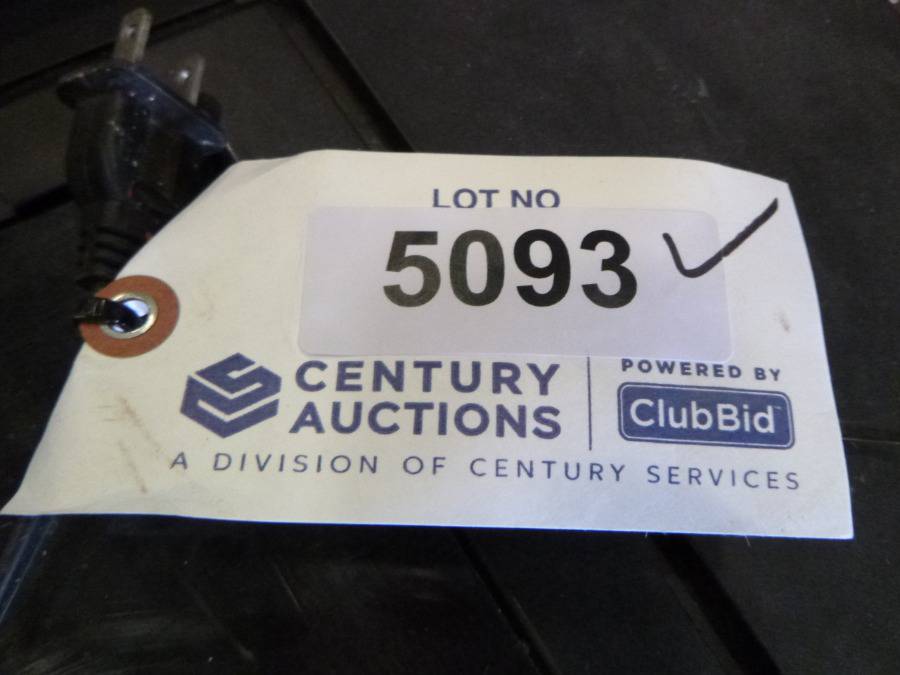 LOT NO
5093
CENTURY
AUCTIONS
POWERED BY
ClubBid
A DIVISION OF CENTURY SERVICES